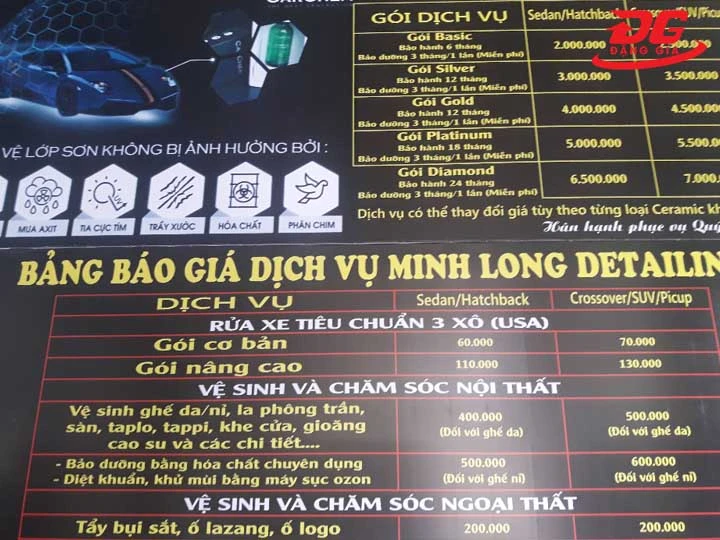 GÓI DỊCH VỤ Sedan/Hatchback
Gói Basic
Bảo hành 6 tháng
Bảo dưỡng 3 tháng/1 lần (Miễn phí)
2.000.000
Gói Silver
Bảo hành 12 tháng
Bảo dưỡng 3 tháng/1 lần (Miễn phí)
3.000.000 3.500.000
Gói Gold
Bảo hành 12 tháng
Bảo dưỡng 3 tháng/1 lần (Miễn phí)
4.000.000 4.500.000
Gói Platinum
Bảo hành 18 tháng
Bảo dưỡng 3 tháng/1 lần (Miễn phí)
5.000.000 5.500
Gói Diamond
Bảo hành 24 tháng
Bảo dưỡng 3 tháng/1 lần (Miễn phí)
6.500.000 7.000
Dịch vụ có thể thay đổi giá tùy theo từng loại Ceramic kh
Hân hạnh phục vụ Quý
ĐG
ĐẶNG GIA
VỆ LỚP SƠN KHÔNG BỊ ẢNH HƯỞNG BỞI :
UV
MƯA AXIT TIA CỰC TÍM TRẦY XƯỚC HÓA CHẤT PHÂN CHIM
BẢNG BÁO GIÁ DỊCH VỤ MINH LONG DETAILIN
DỊCH VỤ Sedan/Hatchback Crossover/SUV/Picup
RỬA XE TIÊU CHUẨN 3 XÔ (USA)
Gói cơ bản 60.000 70.000
Gói nâng cao 110.000 130.000
VỆ SINH VÀ CHĂM SÓC NỘI THẤT
Vệ sinh ghế da/nỉ, la phông trần,
sàn, taplo, tappi, khe cửa, gioăng
cao su và các chi tiết....
400.000
(Đối với ghế da)
500.000
(Đối với ghế da)
- Bảo dưỡng bằng hóa chất chuyên dụng
- Diệt khuẩn, khử mùi bằng máy sục ozon
500.000
(Đối với ghế nỉ)
600.000
(Đối với ghế nỉ)
VỆ SINH VÀ CHĂM SÓC NGOẠI THẤT
Tẩy bụi sắt, ố lazang, ố logo 200.000 200.000